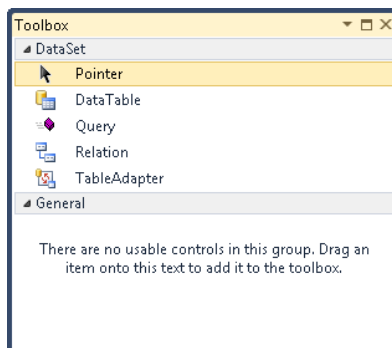 Toolbox
DataSet
Pointer
DataTable
Query
Relation
TableAdapter
General
There are no usable controls in this group. Drag an
item onto this text to add it to the toolbox.